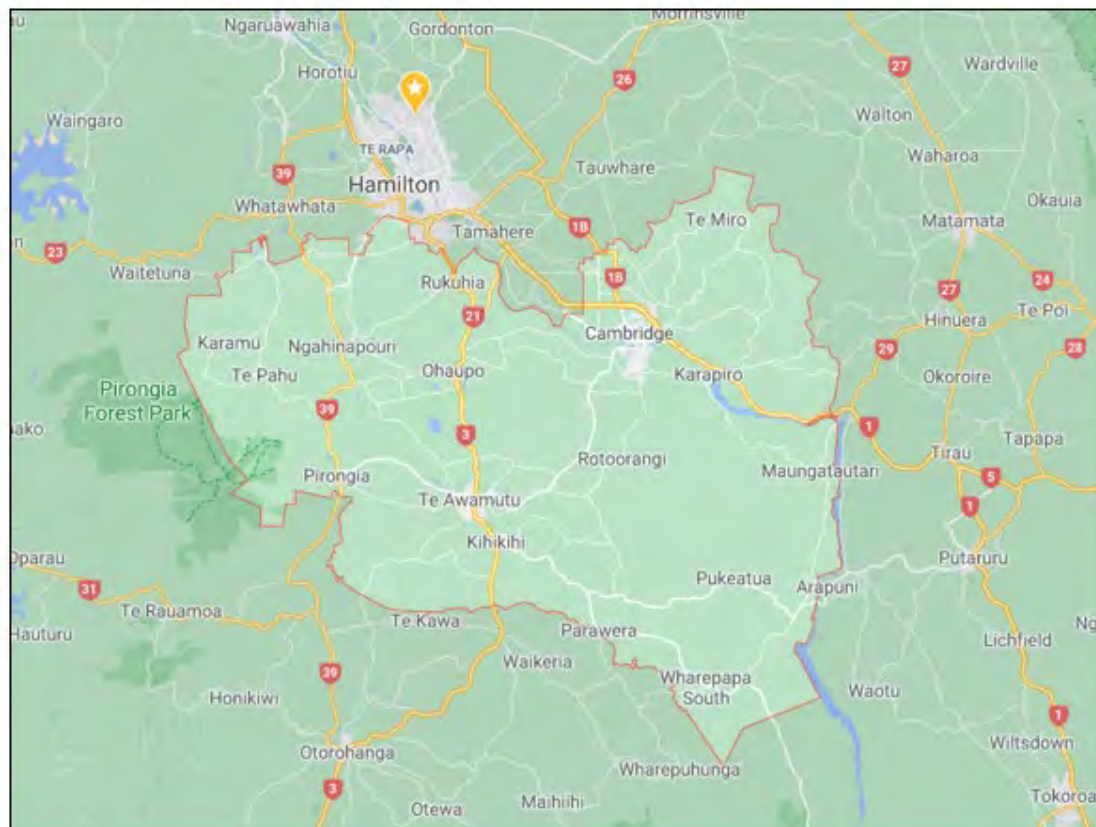 Ngaruawahia
Gordonton
Morrinsville
Horotiu
26
27
Wardville
Waingaro
Walton
TE RAPA
Tauwhare
Waharoa
39
Hamilton
Okauia
Whatawhata
Te Miro
Matamata
Tamahere
1B
23
Waitetuna
Rukuhia
1B
24
27
Te Poi
21
Cambridge
Hinuera
Karamu
Ngahinapouri
29
28
Te Pahu
Ohaupo
Karapiro
Okoroire
Pirongia
Forest Park
39
3
1
Tapapa
Rotoorangi
Tirau
Pirongia
Maungatautari
5
Te Awamutu
1
Kihikihi
Oparau
Putaruru
31
Pukeatua
Arapuni
Te Rauamoa
Te Kawa
Hauturu
Parawera
Lichfield
Ng
Waikeria
39
Wharepapa
South
Waotu
Honikiwi
1
Otorohanga
Wiltsdown
Wharepuhunga
3
Maihiihi
Tokoroa
Otewa